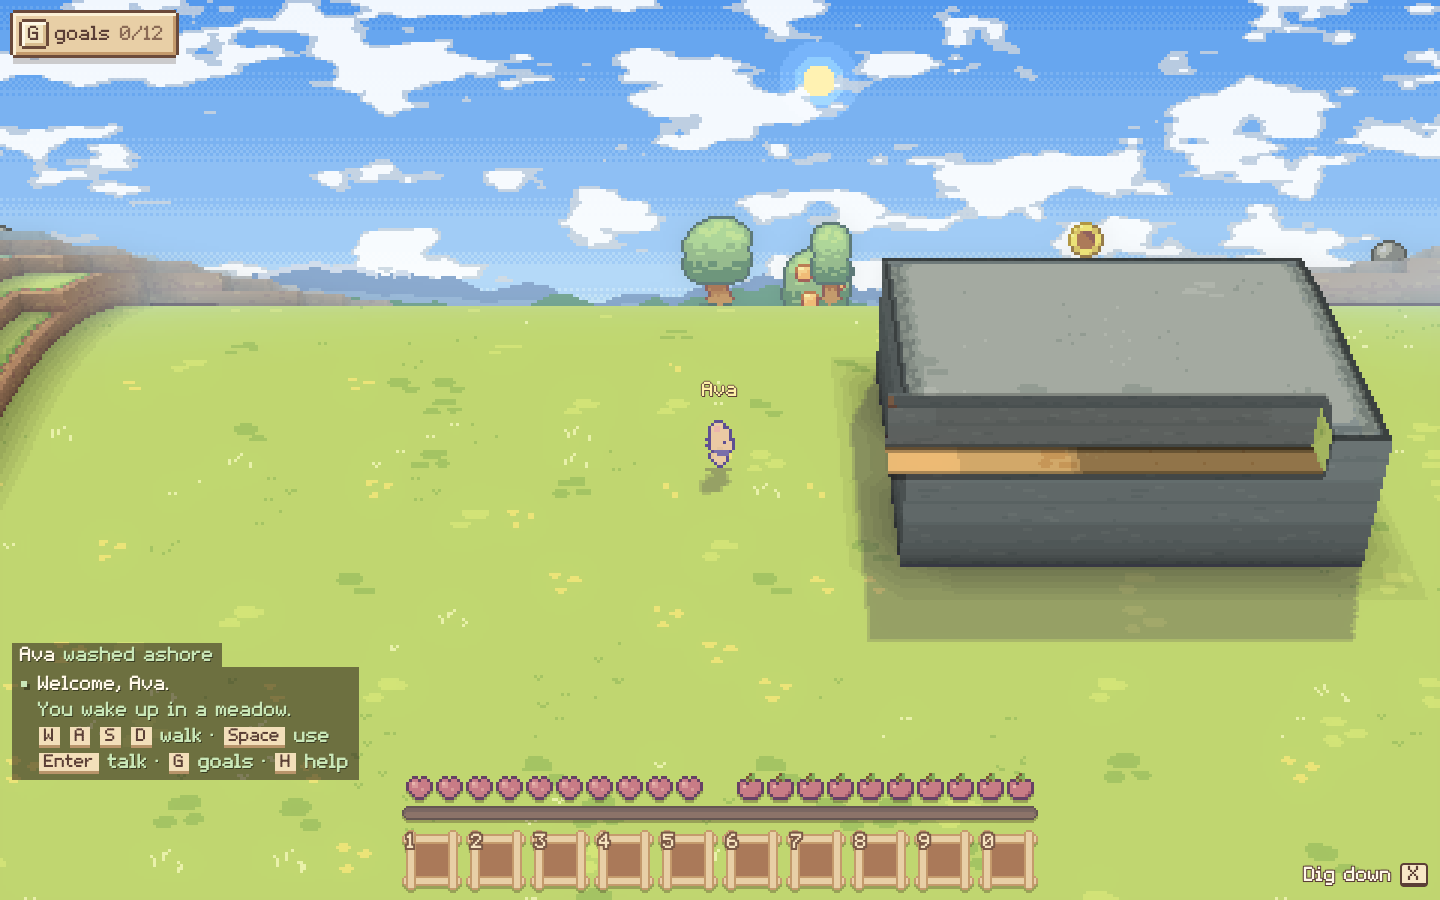 G goals 0/12
Ava
Ava washed ashore
Welcome, Ava.
You wake up in a meadow.
W A S D walk · Space use
Enter talk · G goals · H help
1 2 3 4 5 6 7 8 9 0
Dig down X